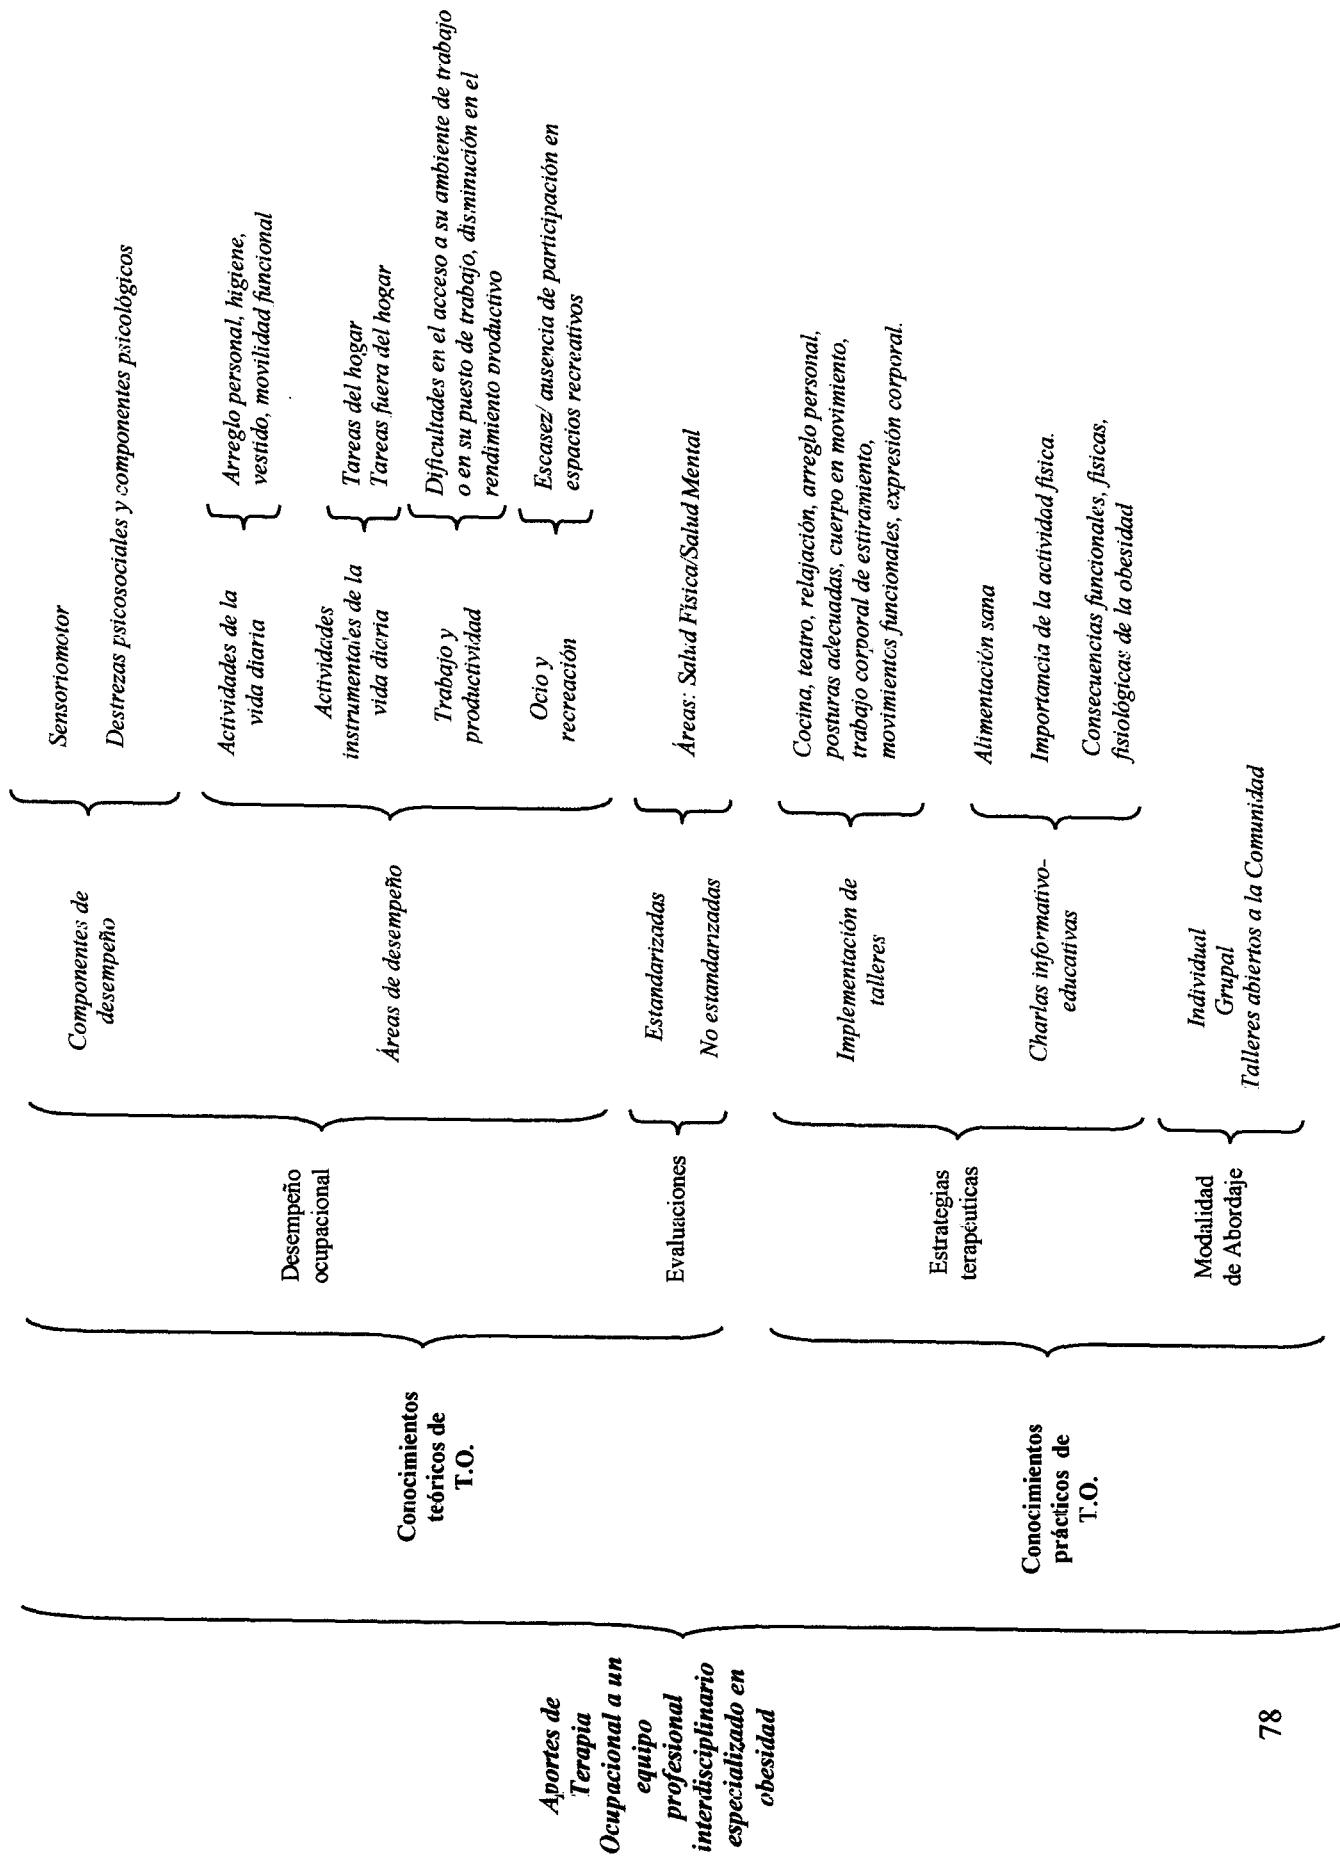 Aportes de
Terapia
Ocupacional a un
equipo
profesional
interdisciplinario
especializado en
obesidad
Conocimientos
teóricos de
T.O.
Desempeño
ocupacional
Componentes de
desempeño
Sensoriomotor
Destrezas psicosociales y componentes psicológicos
Áreas de desempeño
Actividades de la
vida diaria
Arreglo personal, higiene,
vestido, movilidad funcional
Actividades
instrumentales de la
vida diaria
Tareas del hogar
Tareas fuera del hogar
Trabajo y
productividad
Dificultades en el acceso a su ambiente de trabajo
o en su puesto de trabajo, disminución en el
rendimiento productivo
Ocio y
recreación
Escasez/ ausencia de participación en
espacios recreativos
Evaluaciones
Estandarizadas
No estandarizadas
Áreas: Salud Física/Salud Mental
Conocimientos
prácticos de
T.O.
Estrategias
terapéuticas
Implementación de
talleres
Cocina, teatro, relajación, arreglo personal,
posturas adecuadas, cuerpo en movimiento,
trabajo corporal de estiramiento,
movimientos funcionales, expresión corporal.
Charlas informativo-
educativas
Alimentación sana
Importancia de la actividad física.
Consecuencias funcionales, físicas,
fisiológicas de la obesidad
Modalidad
de Abordaje
Individual
Grupal
Talleres abiertos a la Comunidad
78